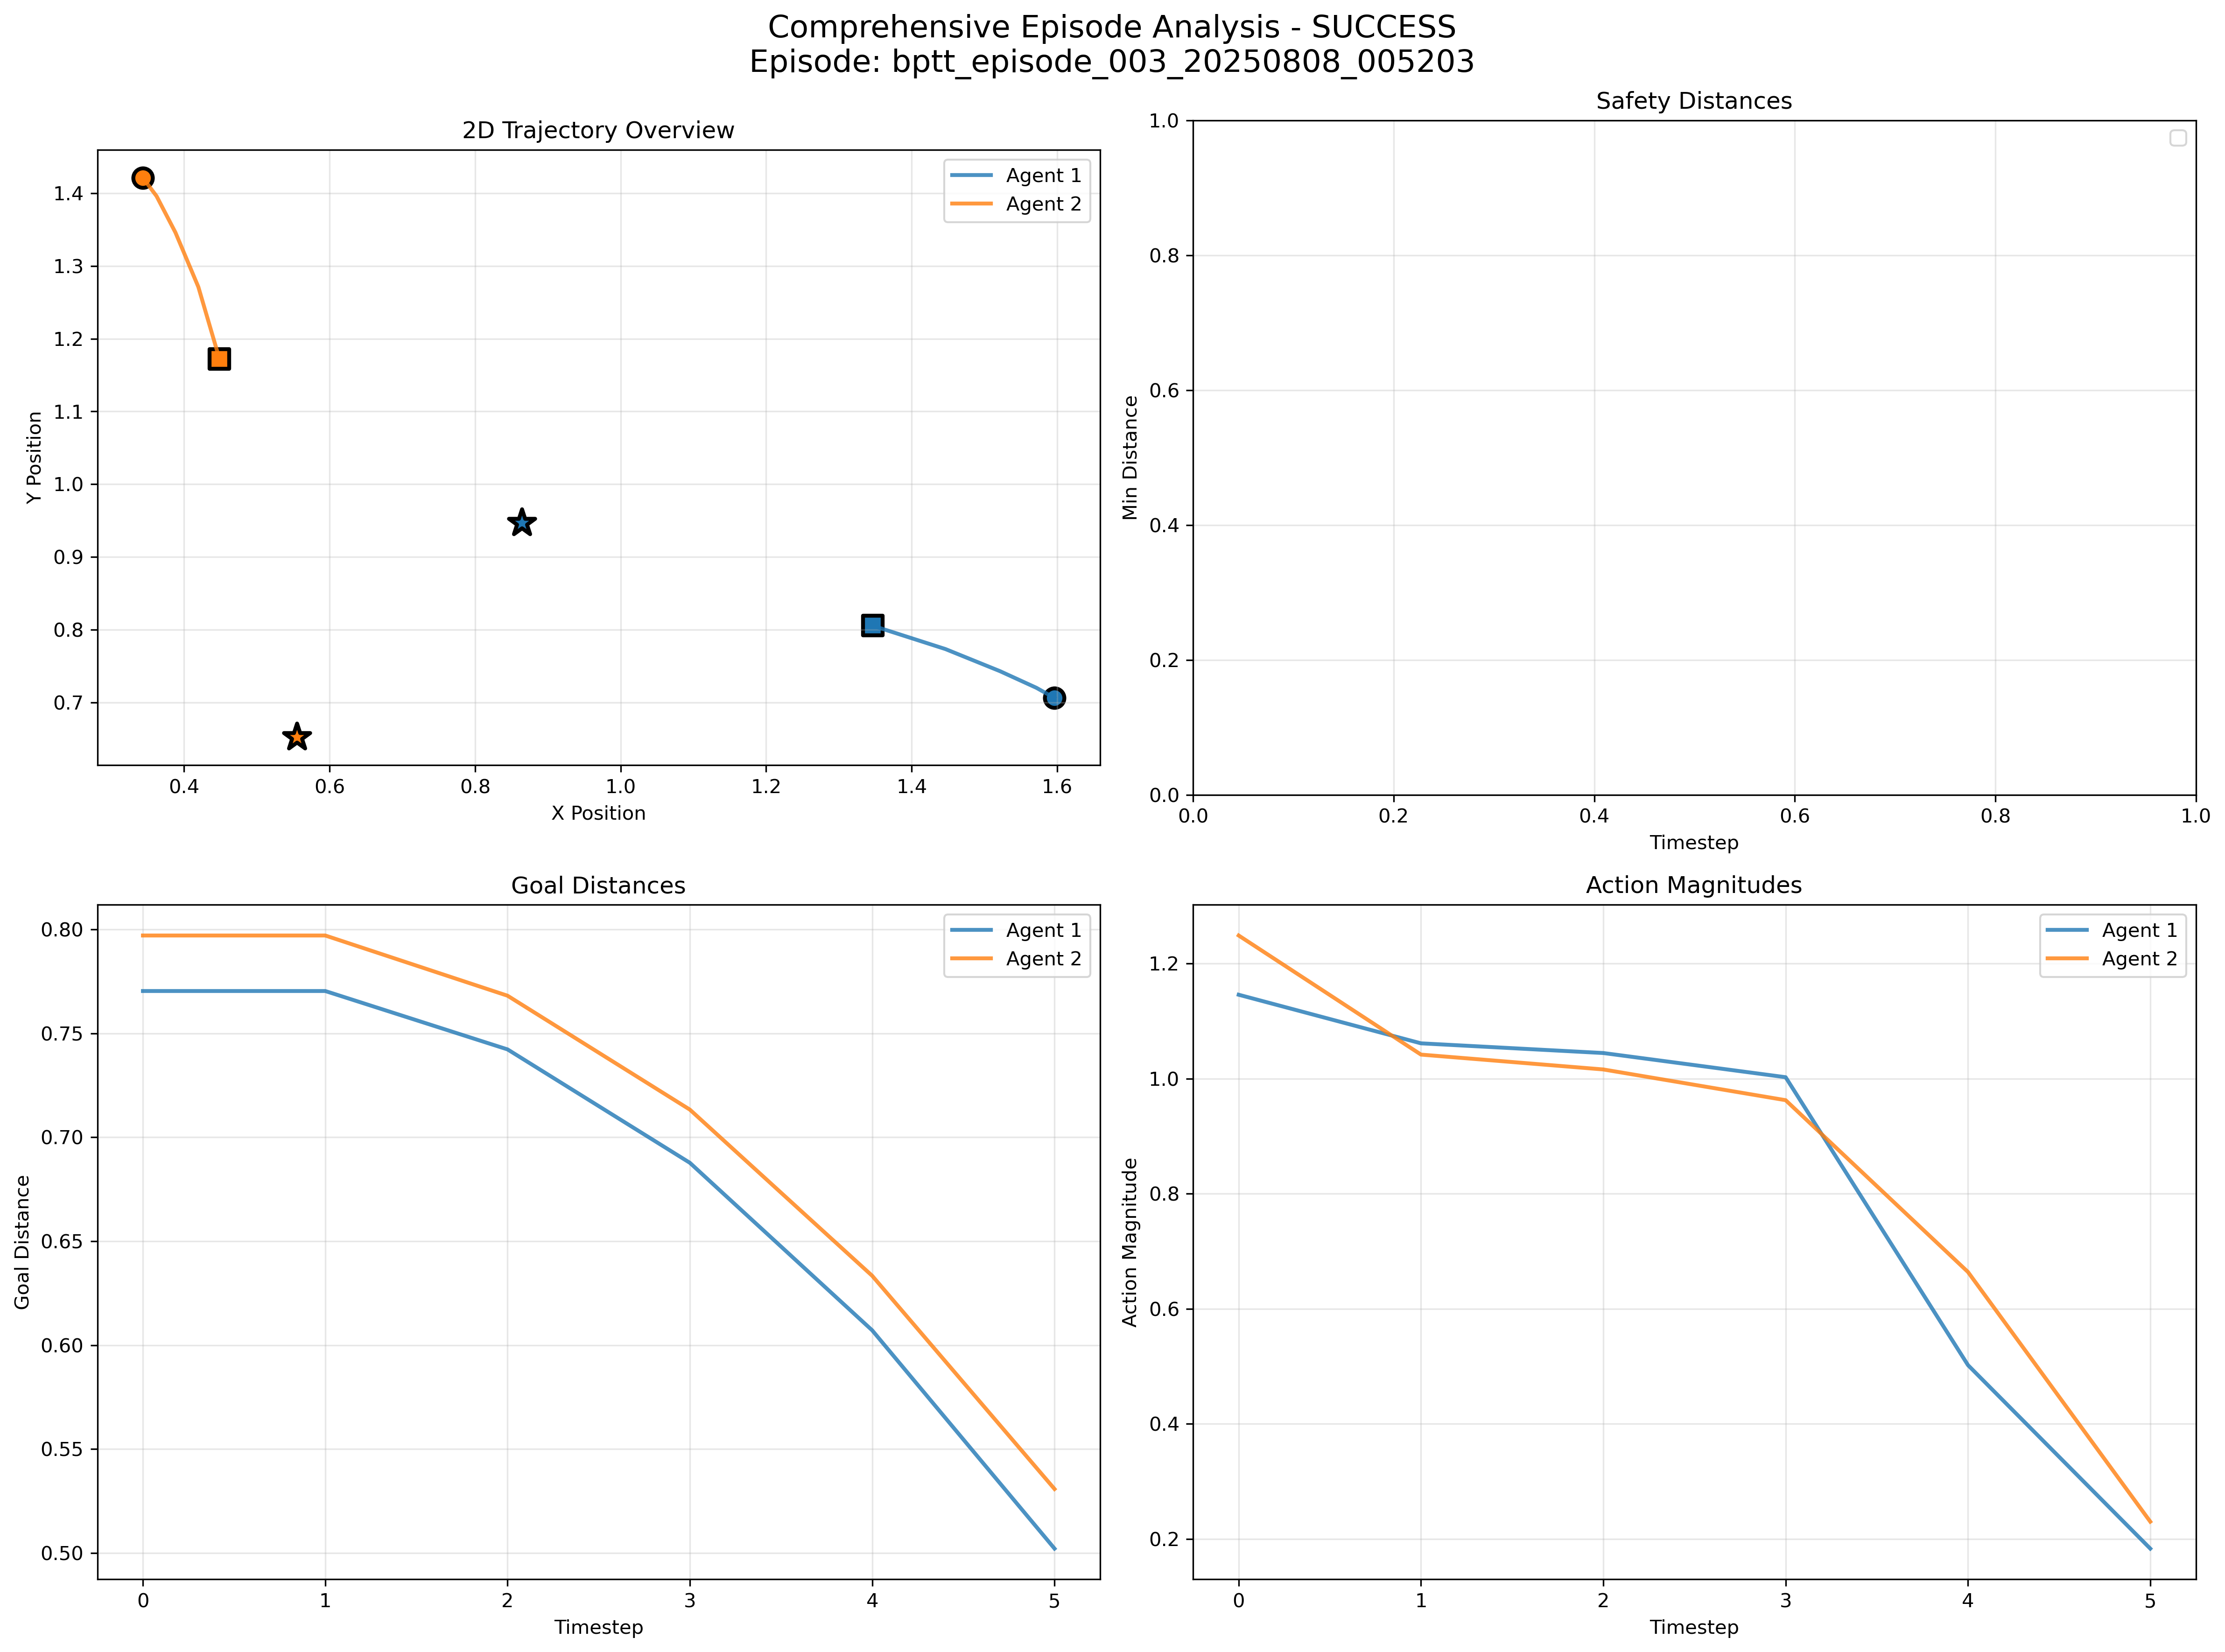 Comprehensive Episode Analysis - SUCCESS
Episode: bptt_episode_003_20250808_005203
2D Trajectory Overview
Y Position
1.4
1.3
1.2
1.1
1.0
0.9
0.8
0.7
0.4
0.6
0.8
1.0
1.2
1.4
1.6
X Position
Agent 1
Agent 2
Safety Distances
Min Distance
1.0
0.8
0.6
0.4
0.2
0.0
0.0
0.2
0.4
0.6
0.8
1.0
Timestep
Goal Distances
Goal Distance
0.80
0.75
0.70
0.65
0.60
0.55
0.50
0
1
2
3
4
5
Timestep
Agent 1
Agent 2
Action Magnitudes
Action Magnitude
1.2
1.0
0.8
0.6
0.4
0.2
0
1
2
3
4
5
Timestep
Agent 1
Agent 2